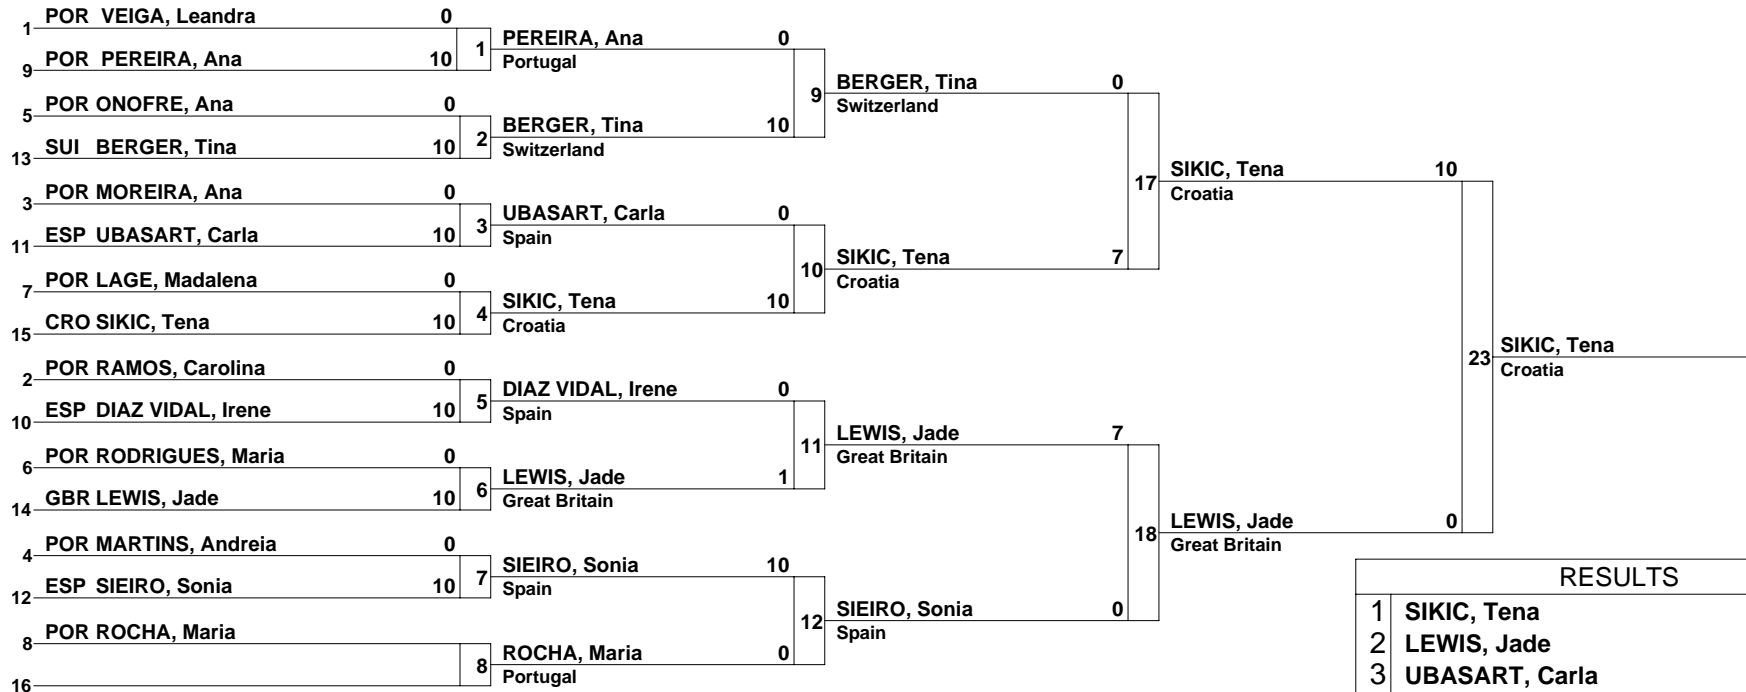 1 POR VEIGA, Leandra 0
9 POR PEREIRA, Ana 10
1 PEREIRA, Ana 0
Portugal
5 POR ONOFRE, Ana 0
13 SUI BERGER, Tina 10
2 BERGER, Tina 10
Switzerland
9 BERGER, Tina 0
Switzerland
3 POR MOREIRA, Ana 0
11 ESP UBASART, Carla 10
3 UBASART, Carla 0
Spain
7 POR LAGE, Madalena 0
15 CRO SIKIC, Tena 10
4 SIKIC, Tena 10
Croatia
10 SIKIC, Tena 7
Croatia
17 SIKIC, Tena 10
Croatia
2 POR RAMOS, Carolina 0
10 ESP DIAZ VIDAL, Irene 10
5 DIAZ VIDAL, Irene 0
Spain
6 POR RODRIGUES, Maria 0
14 GBR LEWIS, Jade 10
6 LEWIS, Jade 1
Great Britain
11 LEWIS, Jade 7
Great Britain
4 POR MARTINS, Andreia 0
12 ESP SIEIRO, Sonia 10
7 SIEIRO, Sonia 10
Spain
8 POR ROCHA, Maria
16
8 ROCHA, Maria 0
Portugal
12 SIEIRO, Sonia 0
Spain
18 LEWIS, Jade 0
Great Britain
23 SIKIC, Tena
Croatia
RESULTS
1 SIKIC, Tena
2 LEWIS, Jade
3 UBASART, Carla